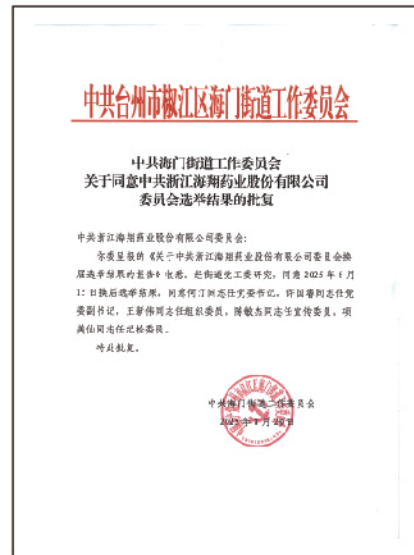 中共台州市椒江区海门街道工作委员会
中共海门街道工作委员会
关于同意中共浙江海翔药业股份有限公司
委员会选举结果的批复
中共浙江海翔药业股份有限公司委员会:
你委呈报的《关于中共浙江海翔药业股份有限公司委员会换
届选举结果的报告》收悉。经街道党工委研究,同意2025年
日换届选举结果,同意何汀洲同志任党委书记,许国睿同志任党
委副书记,王新伟同志任组织委员,滕敏杰同志任宣传委员,项
美仙同志任纪检委员。
特此批复。
中共海门街道工作委员会
2025年